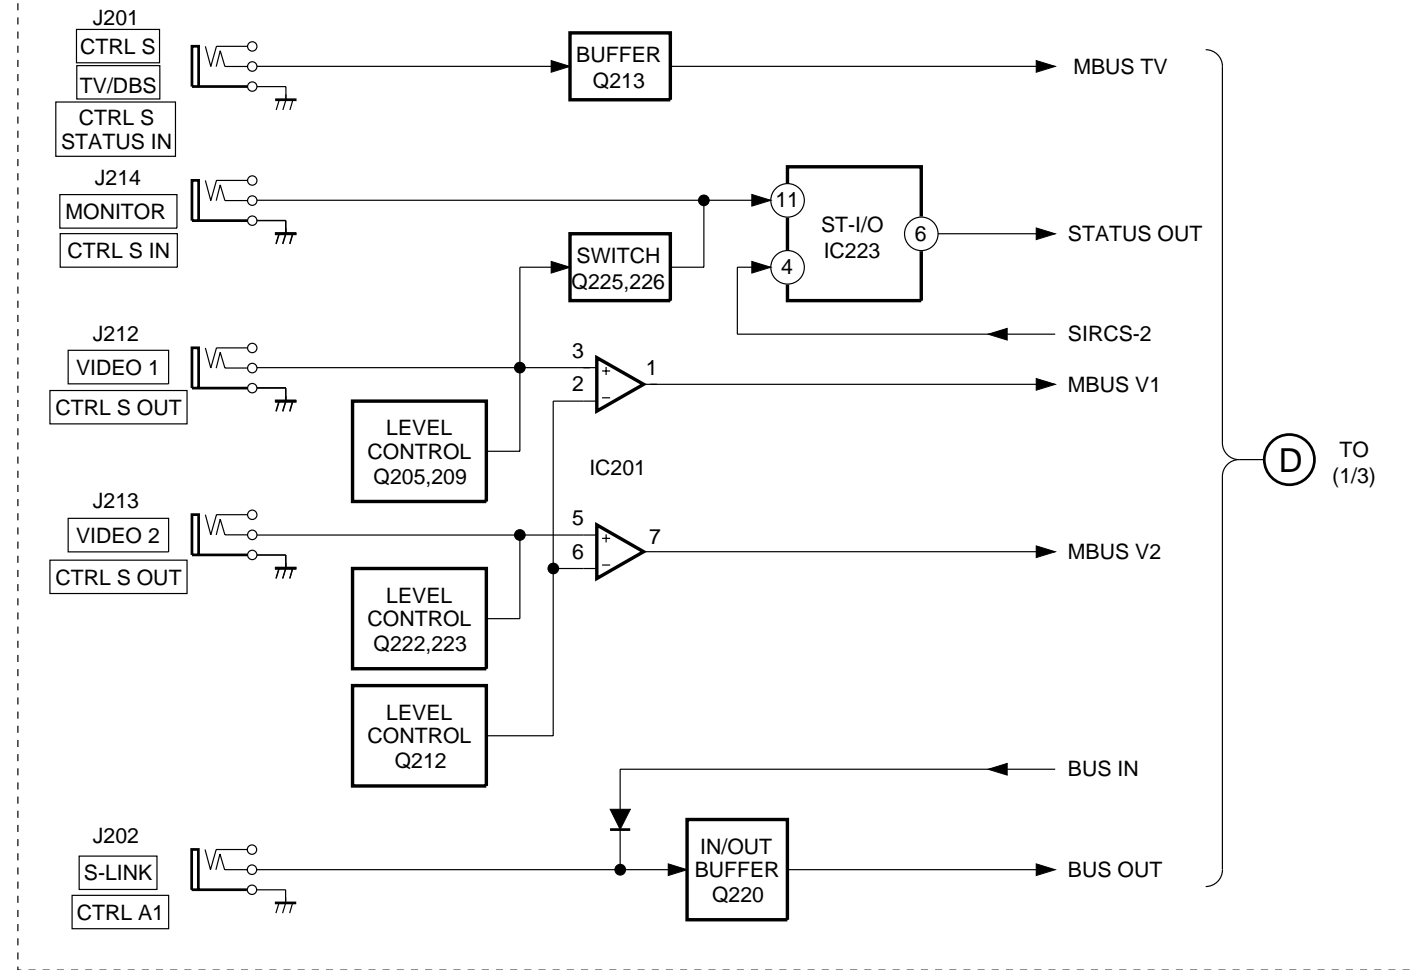 J201
CTRL S
TV/DBS
CTRL S
STATUS IN
BUFFER
Q213
MBUS TV
J214
MONITOR
CTRL S IN
SWITCH
Q225,226
11
4
ST-I/O
IC223
6
STATUS OUT
SIRCS-2
J212
VIDEO 1
CTRL S OUT
3
2
+
–
1
MBUS V1
LEVEL
CONTROL
Q205,209
IC201
D
TO
(1/3)
J213
VIDEO 2
CTRL S OUT
5
6
+
–
7
MBUS V2
LEVEL
CONTROL
Q222,223
LEVEL
CONTROL
Q212
BUS IN
J202
S-LINK
CTRL A1
IN/OUT
BUFFER
Q220
BUS OUT